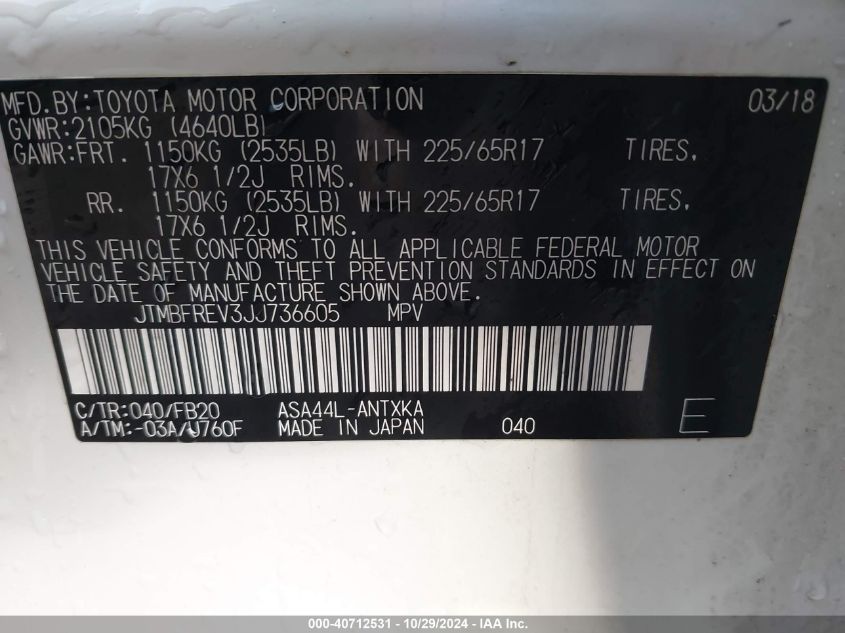 MFD.BY:TOYOTA MOTOR CORPORATION 03/18
GVWR:2105KG (4640LB)
GAWR:FRT. 1150KG (2535LB) WITH 225/65R17 TIRES,
17X6 1/2J RIMS.
RR. 1150KG (2535LB) WITH 225/65R17 TIRES,
17X6 1/2J RIMS.
THIS VEHICLE CONFORMS TO ALL APPLICABLE FEDERAL MOTOR
VEHICLE SAFETY AND THEFT PREVENTION STANDARDS IN EFFECT ON
THE DATE OF MANUFACTURE SHOWN ABOVE.
JTMBFREV3JJ736605 MPV
C/TR:040/FB20 ASA44L-ANTXKA
A/TM:-03A/U760F MADE IN JAPAN 040 E
000-40712531 - 10/29/2024 - IAA Inc.